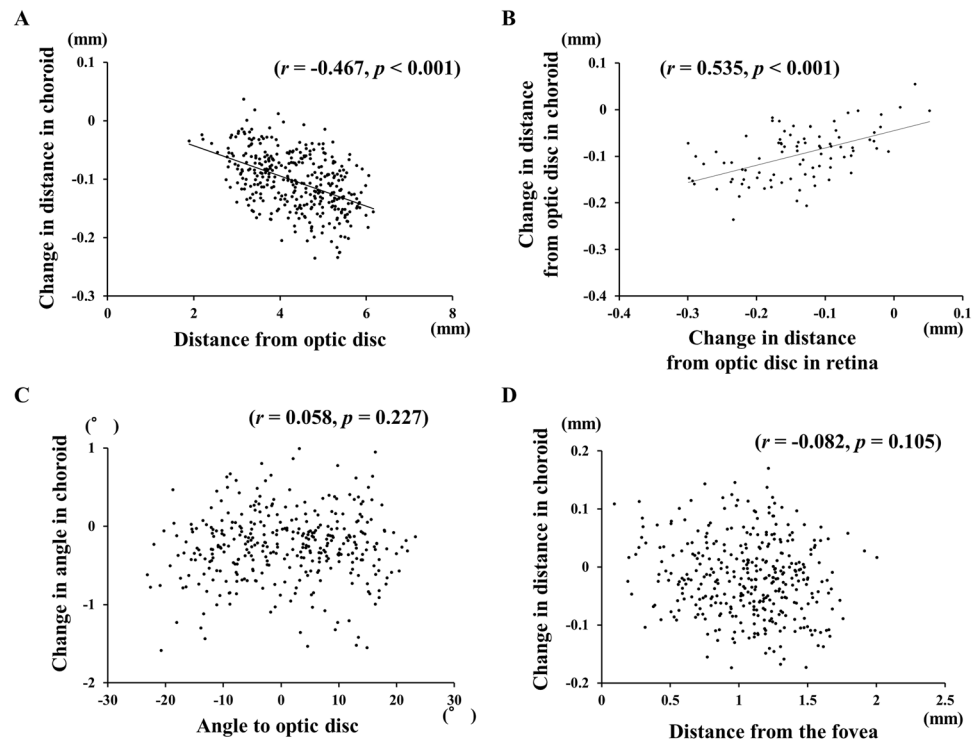 A
(mm)
(r = -0.467, p < 0.001)
Change in distance in choroid
0.1
0
-0.1
-0.2
-0.3
0
2
4
6
8
(mm)
Distance from optic disc
B
(mm)
(r = 0.535, p < 0.001)
Change in distance
from optic disc in choroid
0.1
0
-0.1
-0.2
-0.3
-0.4
-0.4
-0.3
-0.2
-0.1
0
0.1
(mm)
Change in distance
from optic disc in retina
C
(° )
(r = 0.058, p = 0.227)
Change in angle in choroid
1
0
-1
-2
-30
-20
-10
0
10
20
30
(° )
Angle to optic disc
D
(mm)
(r = -0.082, p = 0.105)
Change in distance in choroid
0.2
0.1
0
-0.1
-0.2
0
0.5
1
1.5
2
2.5
(mm)
Distance from the fovea